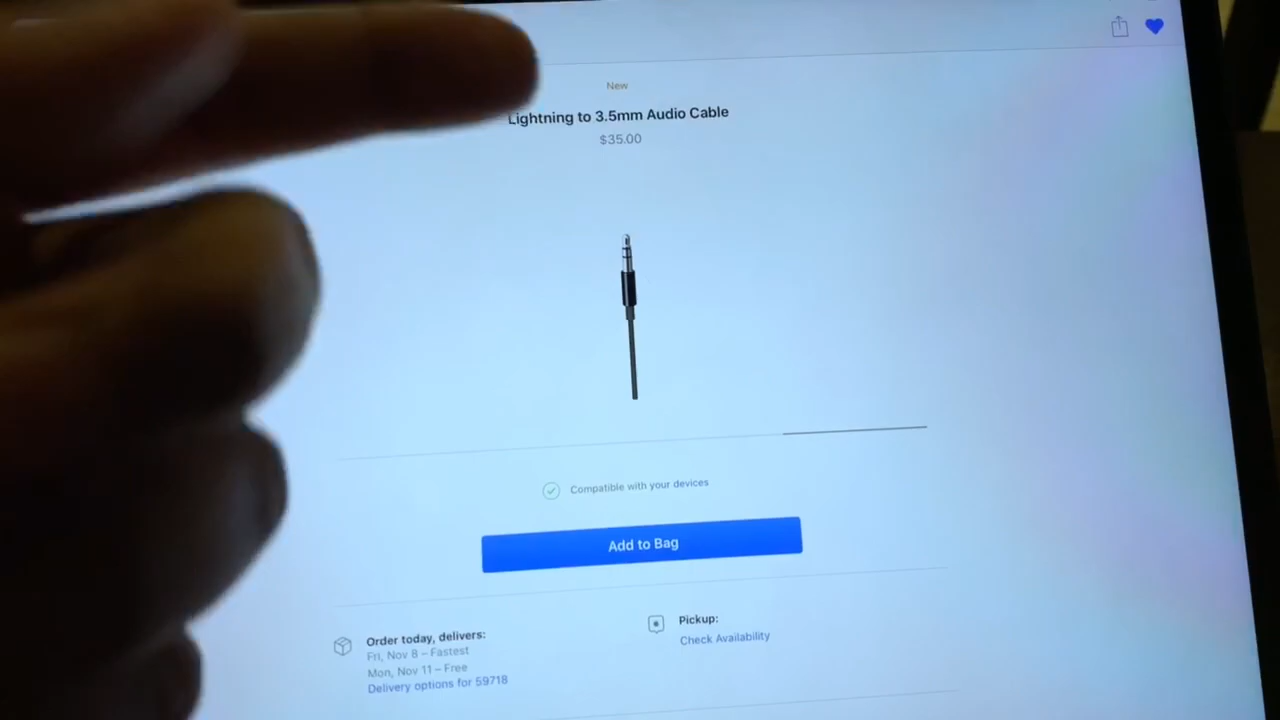 New
Lightning to 3.5mm Audio Cable
$35.00
Compatible with your devices
Add to Bag
Order today, delivers:
Fri, Nov 8 – Fastest
Mon, Nov 11 – Free
Delivery options for 59718
Pickup:
Check Availability